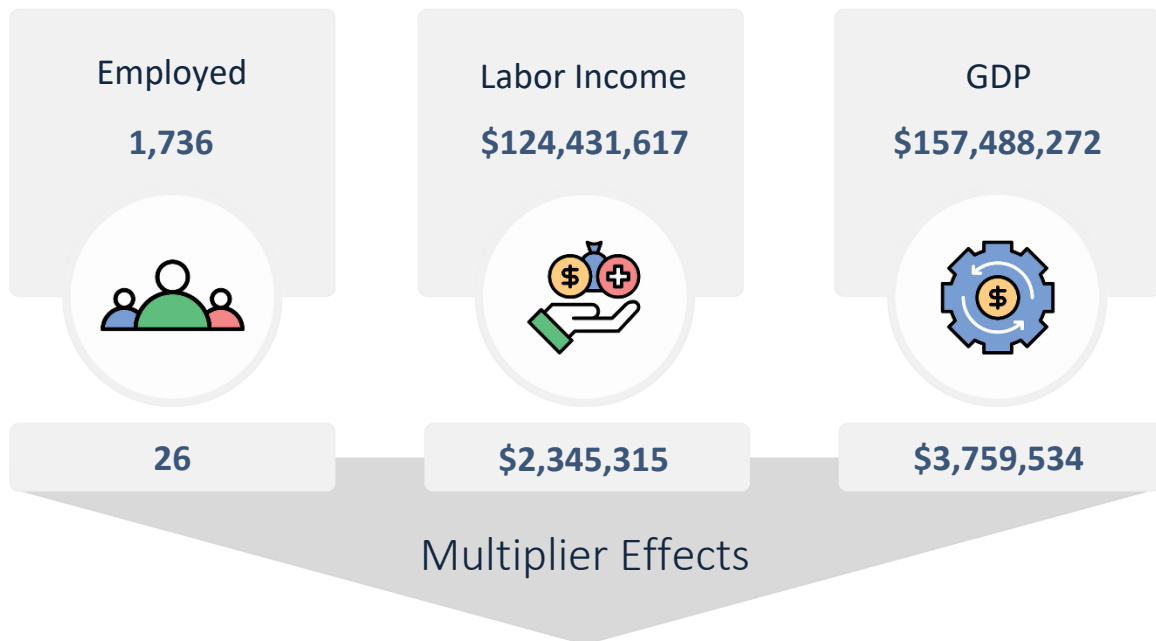 Employed
1,736
Labor Income
$124,431,617
GDP
$157,488,272
26
$2,345,315
$3,759,534
Multiplier Effects